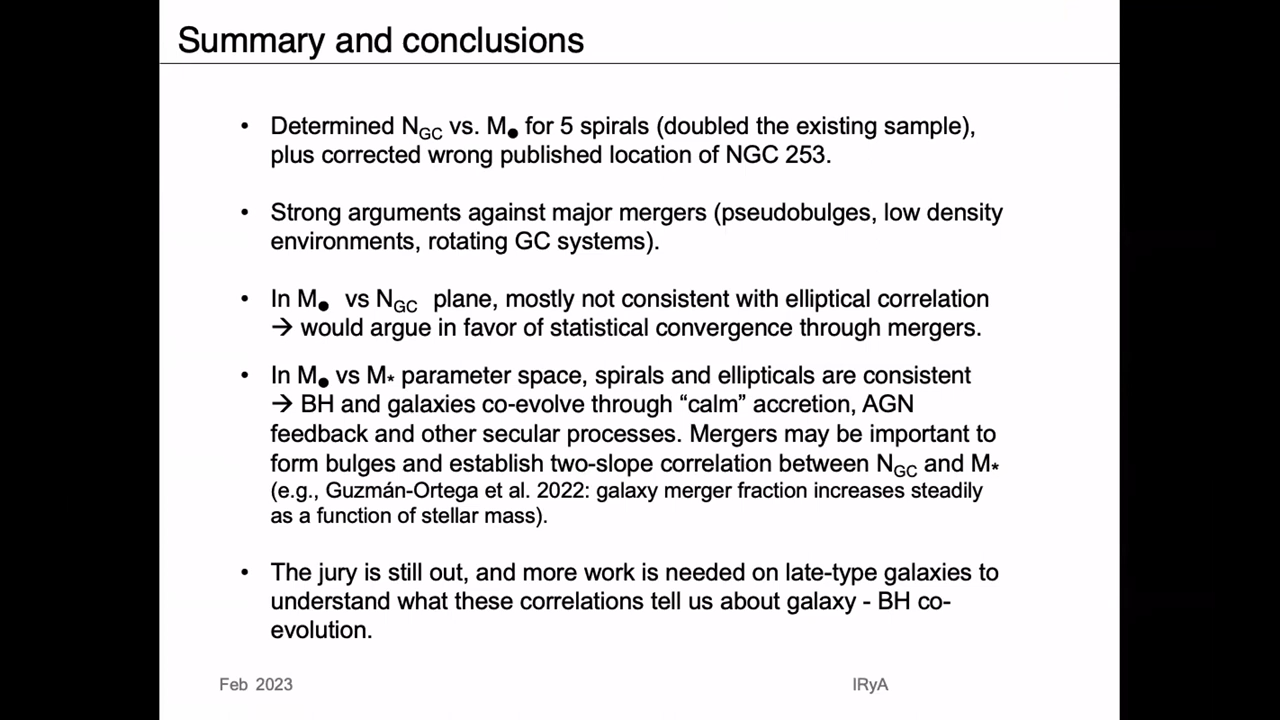 Summary and conclusions
• Determined NGC vs. M● for 5 spirals (doubled the existing sample),
plus corrected wrong published location of NGC 253.
• Strong arguments against major mergers (pseudobulges, low density
environments, rotating GC systems).
• In M● vs NGC plane, mostly not consistent with elliptical correlation
→ would argue in favor of statistical convergence through mergers.
• In M● vs M* parameter space, spirals and ellipticals are consistent
→ BH and galaxies co-evolve through “calm” accretion, AGN
feedback and other secular processes. Mergers may be important to
form bulges and establish two-slope correlation between NGC and M*
(e.g., Guzmán-Ortega et al. 2022: galaxy merger fraction increases steadily
as a function of stellar mass).
• The jury is still out, and more work is needed on late-type galaxies to
understand what these correlations tell us about galaxy - BH co-
evolution.
Feb 2023
IRyA